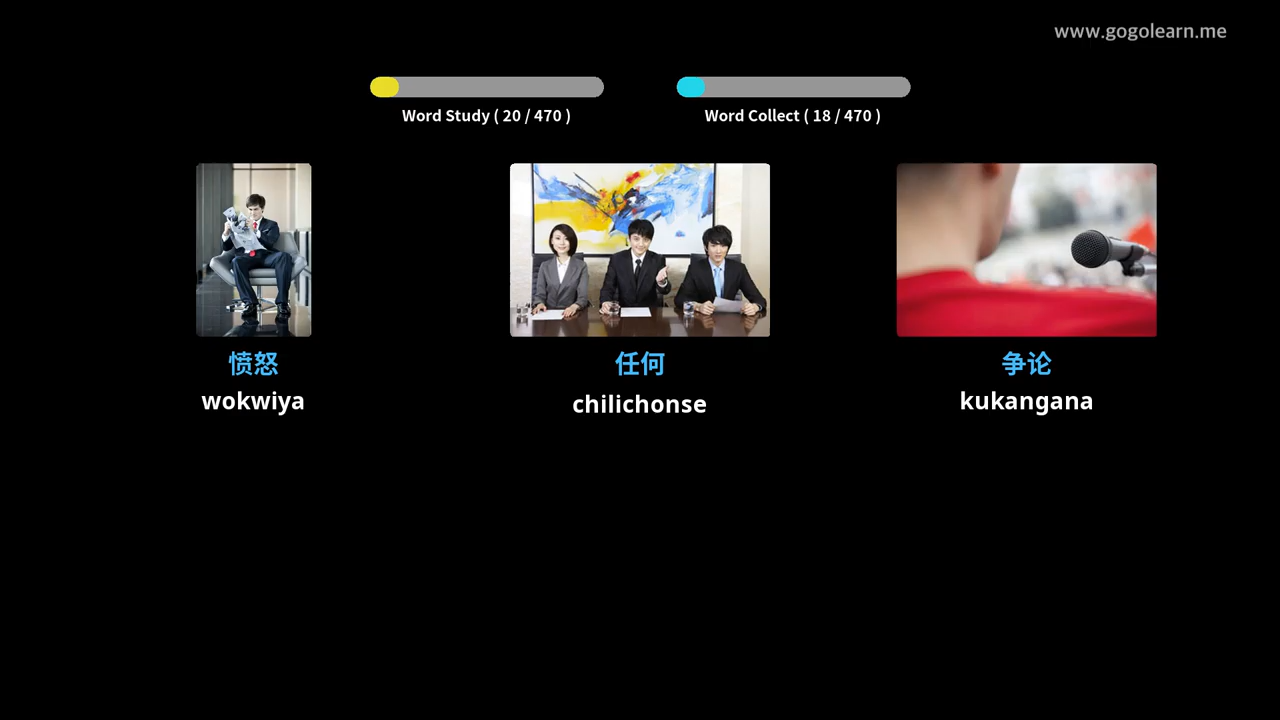 www.gogolearn.me
Word Study ( 20 / 470 )
Word Collect ( 18 / 470 )
愤怒
wokwiya
任何
chilichonse
争论
kukangana